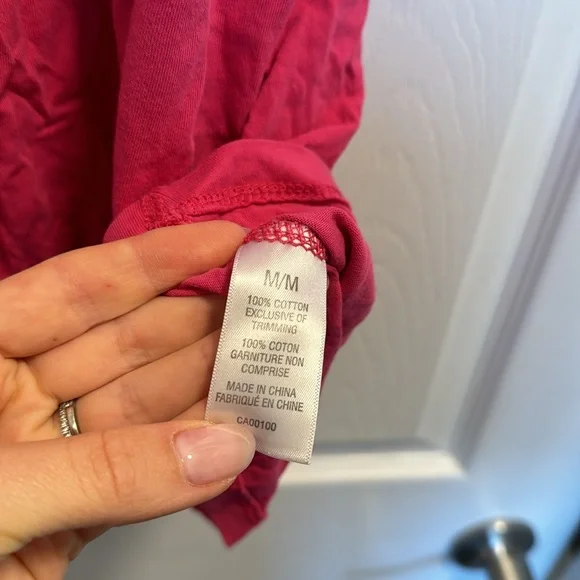 M/M
100% COTTON
EXCLUSIVE OF
TRIMMING
100% COTON
GARNITURE NON
COMPRISE
MADE IN CHINA
FABRIQUÉ EN CHINE
CA00100